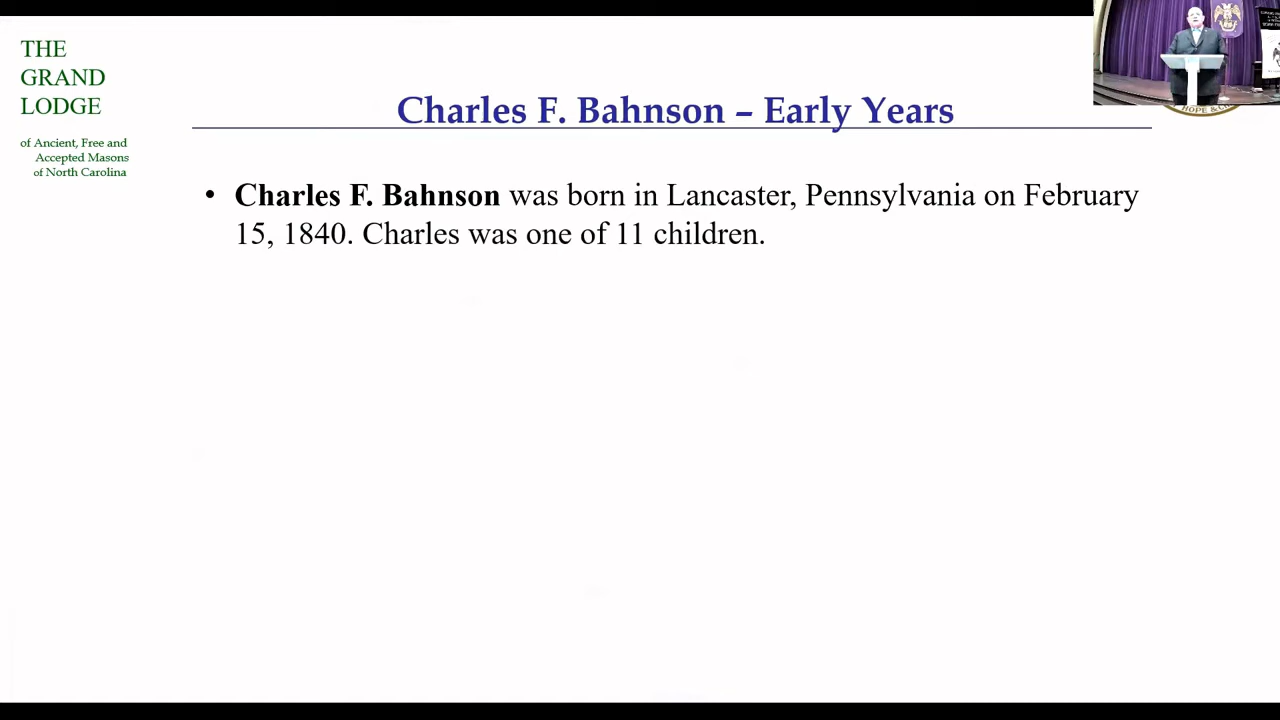 THE
GRAND
LODGE
of Ancient, Free and
Accepted Masons
of North Carolina
Charles F. Bahnson – Early Years
• Charles F. Bahnson was born in Lancaster, Pennsylvania on February
15, 1840. Charles was one of 11 children.
HOPE &